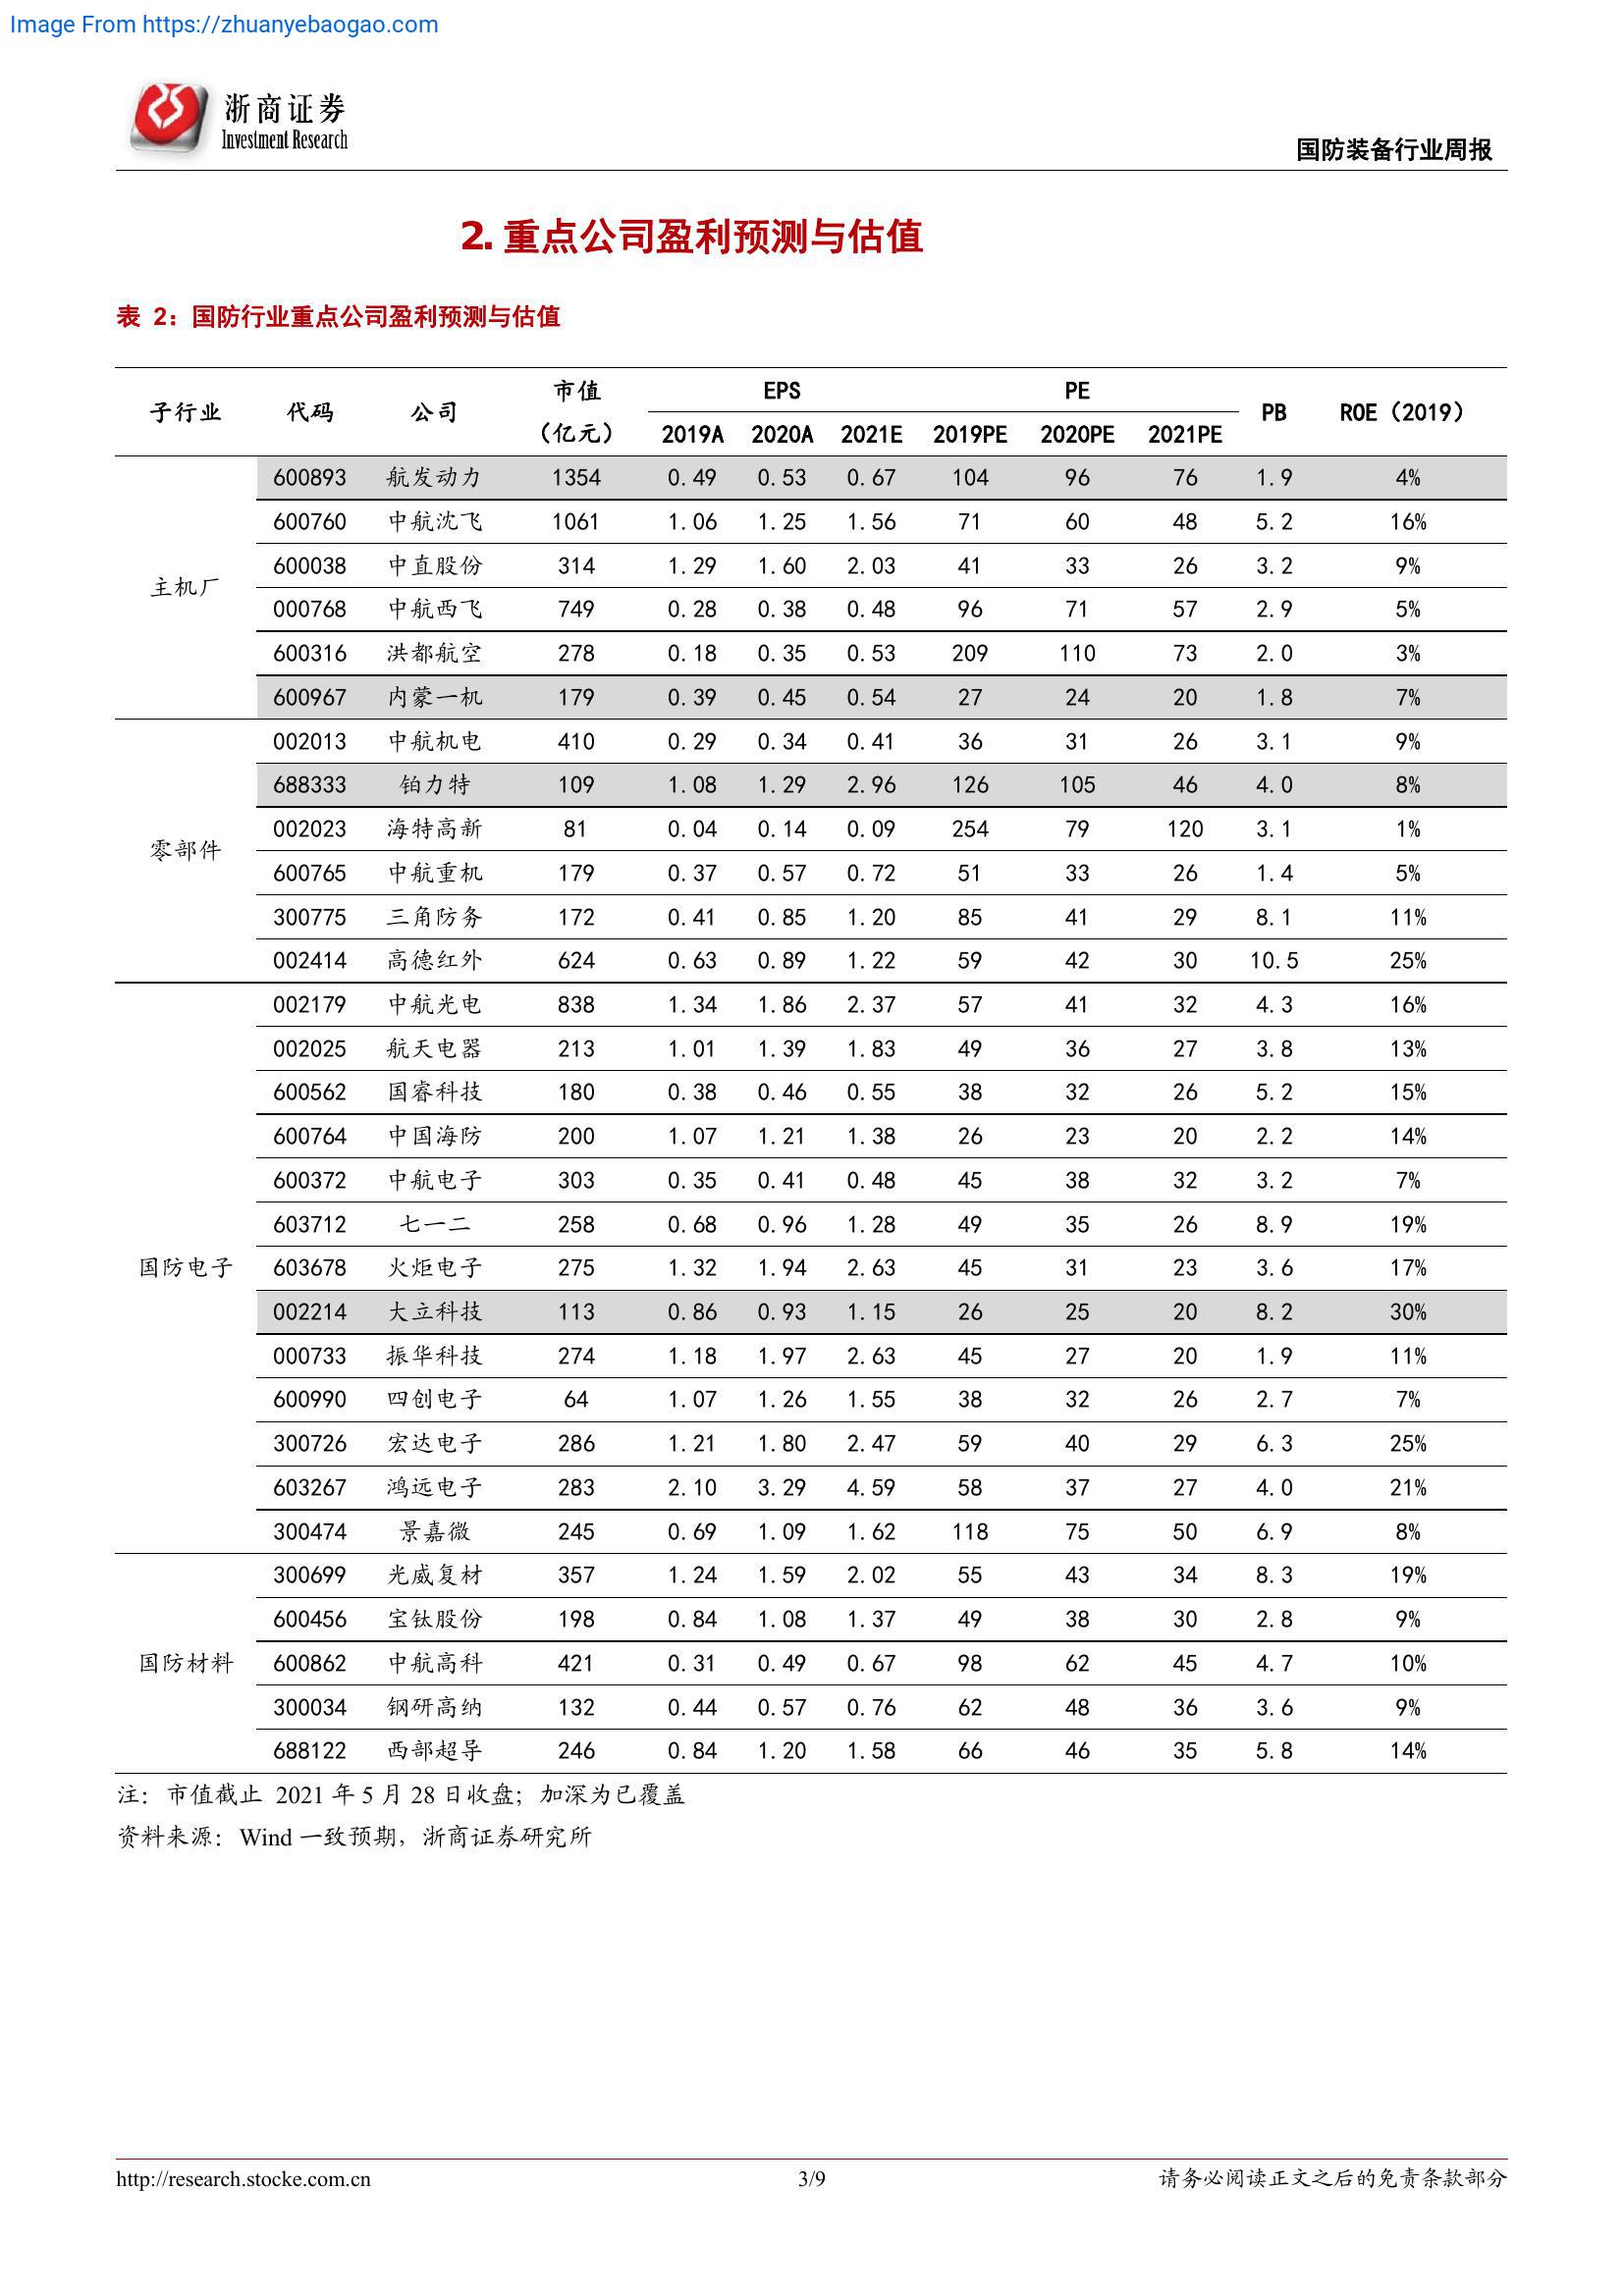 Image From https://zhuanyebaogao.com
浙商证券
Investment Research
国防装备行业周报
2. 重点公司盈利预测与估值
表 2：国防行业重点公司盈利预测与估值
子行业 代码 公司 市值（亿元） EPS PE PB ROE（2019）
2019A 2020A 2021E 2019PE 2020PE 2021PE
主机厂
600893 航发动力 1354 0.49 0.53 0.67 104 96 76 1.9 4%
600760 中航沈飞 1061 1.06 1.25 1.56 71 60 48 5.2 16%
600038 中直股份 314 1.29 1.60 2.03 41 33 26 3.2 9%
000768 中航西飞 749 0.28 0.38 0.48 96 71 57 2.9 5%
600316 洪都航空 278 0.18 0.35 0.53 209 110 73 2.0 3%
600967 内蒙一机 179 0.39 0.45 0.54 27 24 20 1.8 7%
零部件
002013 中航机电 410 0.29 0.34 0.41 36 31 26 3.1 9%
688333 铂力特 109 1.08 1.29 2.96 126 105 46 4.0 8%
002023 海特高新 81 0.04 0.14 0.09 254 79 120 3.1 1%
600765 中航重机 179 0.37 0.57 0.72 51 33 26 1.4 5%
300775 三角防务 172 0.41 0.85 1.20 85 41 29 8.1 11%
002414 高德红外 624 0.63 0.89 1.22 59 42 30 10.5 25%
国防电子
002179 中航光电 838 1.34 1.86 2.37 57 41 32 4.3 16%
002025 航天电器 213 1.01 1.39 1.83 49 36 27 3.8 13%
600562 国睿科技 180 0.38 0.46 0.55 38 32 26 5.2 15%
600764 中国海防 200 1.07 1.21 1.38 26 23 20 2.2 14%
600372 中航电子 303 0.35 0.41 0.48 45 38 32 3.2 7%
603712 七一二 258 0.68 0.96 1.28 49 35 26 8.9 19%
603678 火炬电子 275 1.32 1.94 2.63 45 31 23 3.6 17%
002214 大立科技 113 0.86 0.93 1.15 26 25 20 8.2 30%
000733 振华科技 274 1.18 1.97 2.63 45 27 20 1.9 11%
600990 四创电子 64 1.07 1.26 1.55 38 32 26 2.7 7%
300726 宏达电子 286 1.21 1.80 2.47 59 40 29 6.3 25%
603267 鸿远电子 283 2.10 3.29 4.59 58 37 27 4.0 21%
300474 景嘉微 245 0.69 1.09 1.62 118 75 50 6.9 8%
国防材料
300699 光威复材 357 1.24 1.59 2.02 55 43 34 8.3 19%
600456 宝钛股份 198 0.84 1.08 1.37 49 38 30 2.8 9%
600862 中航高科 421 0.31 0.49 0.67 98 62 45 4.7 10%
300034 钢研高纳 132 0.44 0.57 0.76 62 48 36 3.6 9%
688122 西部超导 246 0.84 1.20 1.58 66 46 35 5.8 14%
注：市值截止 2021 年 5 月 28 日收盘；加深为已覆盖
资料来源：Wind 一致预期，浙商证券研究所
http://research.stocke.com.cn 3/9 请务必阅读正文之后的免责条款部分